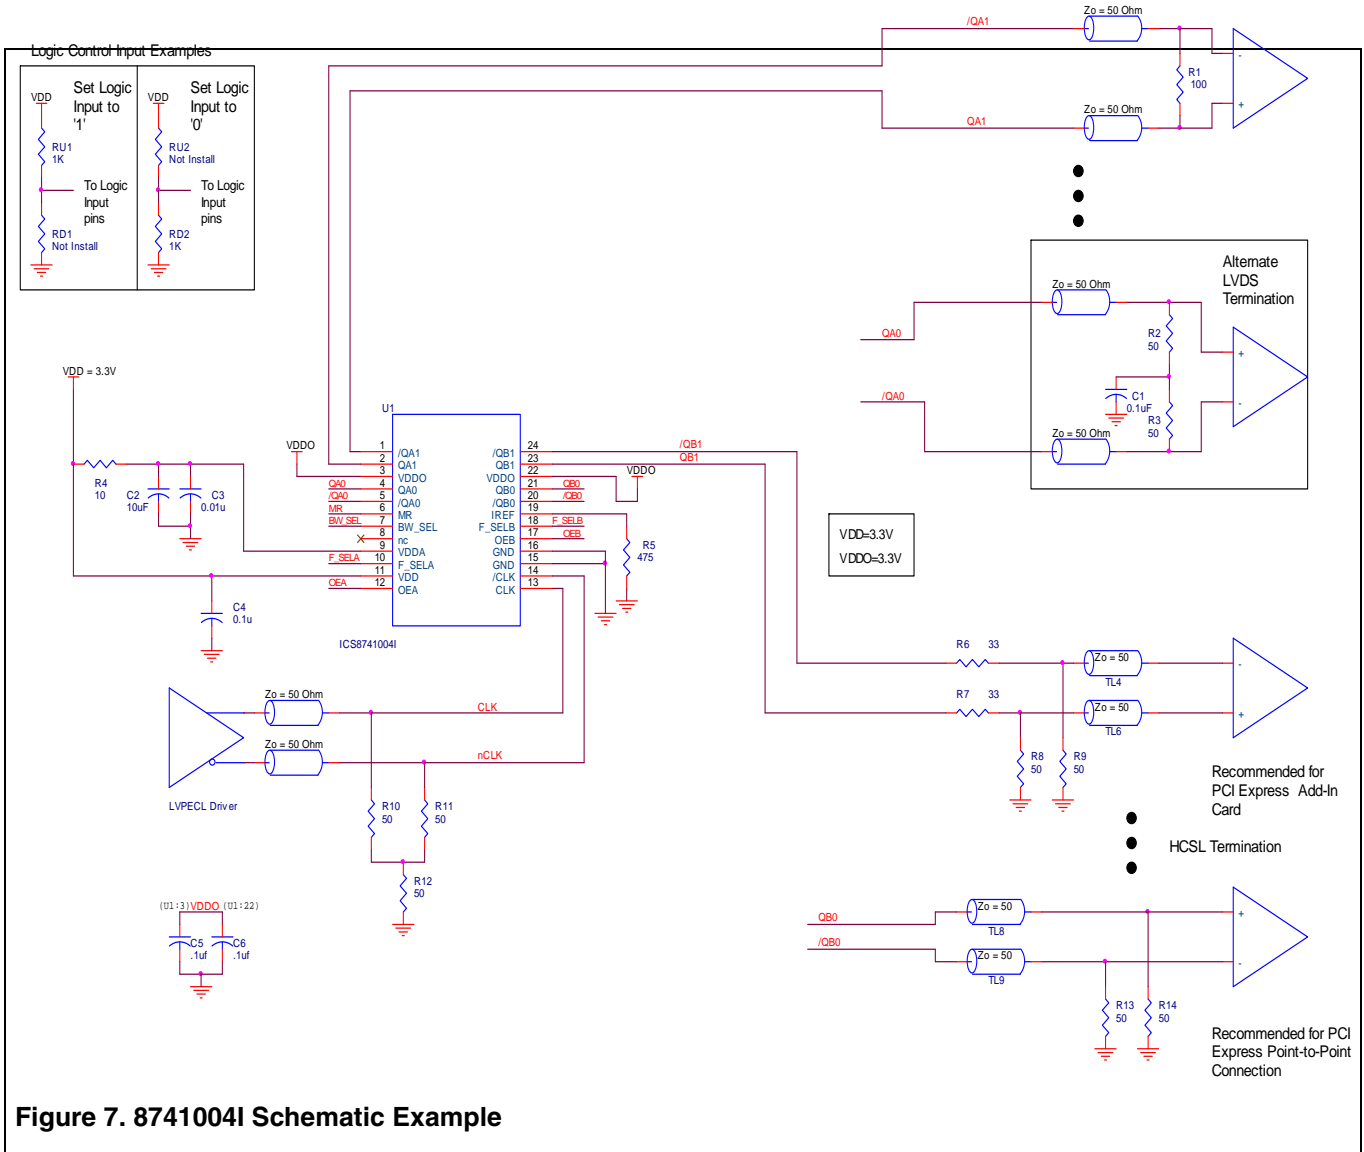 Logic Control Input Examples
VDD
Set Logic
Input to
'1'
RU1
1K
To Logic
Input
pins
RD1
Not Install
VDD
Set Logic
Input to
'0'
RU2
Not Install
To Logic
Input
pins
RD2
1K
/QA1
Zo = 50 Ohm
R1
100
-
+
QA1
Zo = 50 Ohm
Alternate
LVDS
Termination
QA0
Zo = 50 Ohm
R2
50
+
C1
0.1uF
R3
50
-
/QA0
Zo = 50 Ohm
VDD = 3.3V
R4
10
C2
10uF
C3
0.01u
C4
0.1u
VDDO
U1
1
2
3
4
5
6
7
8
9
10
11
12
QA0
/QA0
MR
BW_SEL
F_SELA
OEA
/QA1
QA1
VDDO
QA0
/QA0
MR
BW_SEL
nc
VDDA
F_SELA
VDD
OEA
/QB1
QB1
VDDO
QB0
/QB0
IREF
F_SELB
OEB
GND
GND
/CLK
CLK
24
23
22
21
20
19
18
17
16
15
14
13
QB0
/QB0
F_SELB
OEB
/QB1
QB1
VDDO
R5
475
ICS8741004I
VDD=3.3V
VDDO=3.3V
R6 33
Zo = 50
TL4
-
R7 33
Zo = 50
TL6
+
R8
50
R9
50
Recommended for
PCI Express Add-In
Card
HCSL Termination
Zo = 50 Ohm
CLK
Zo = 50 Ohm
nCLK
LVPECL Driver
R10
50
R11
50
R12
50
(U1:3) VDDO (U1:22)
C5
.1uf
C6
.1uf
QB0
Zo = 50
TL8
+
/QB0
Zo = 50
TL9
-
R13
50
R14
50
Recommended for PCI
Express Point-to-Point
Connection
Figure 7. 8741004I Schematic Example